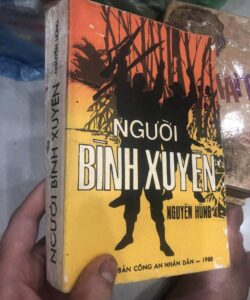 NGƯỜI
BÌNH XUYÊN
NGUYÊN HÙNG
BẢN CÔNG AN NHÂN DÂN - 1988
NGƯỜI BÌNH XUYÊN